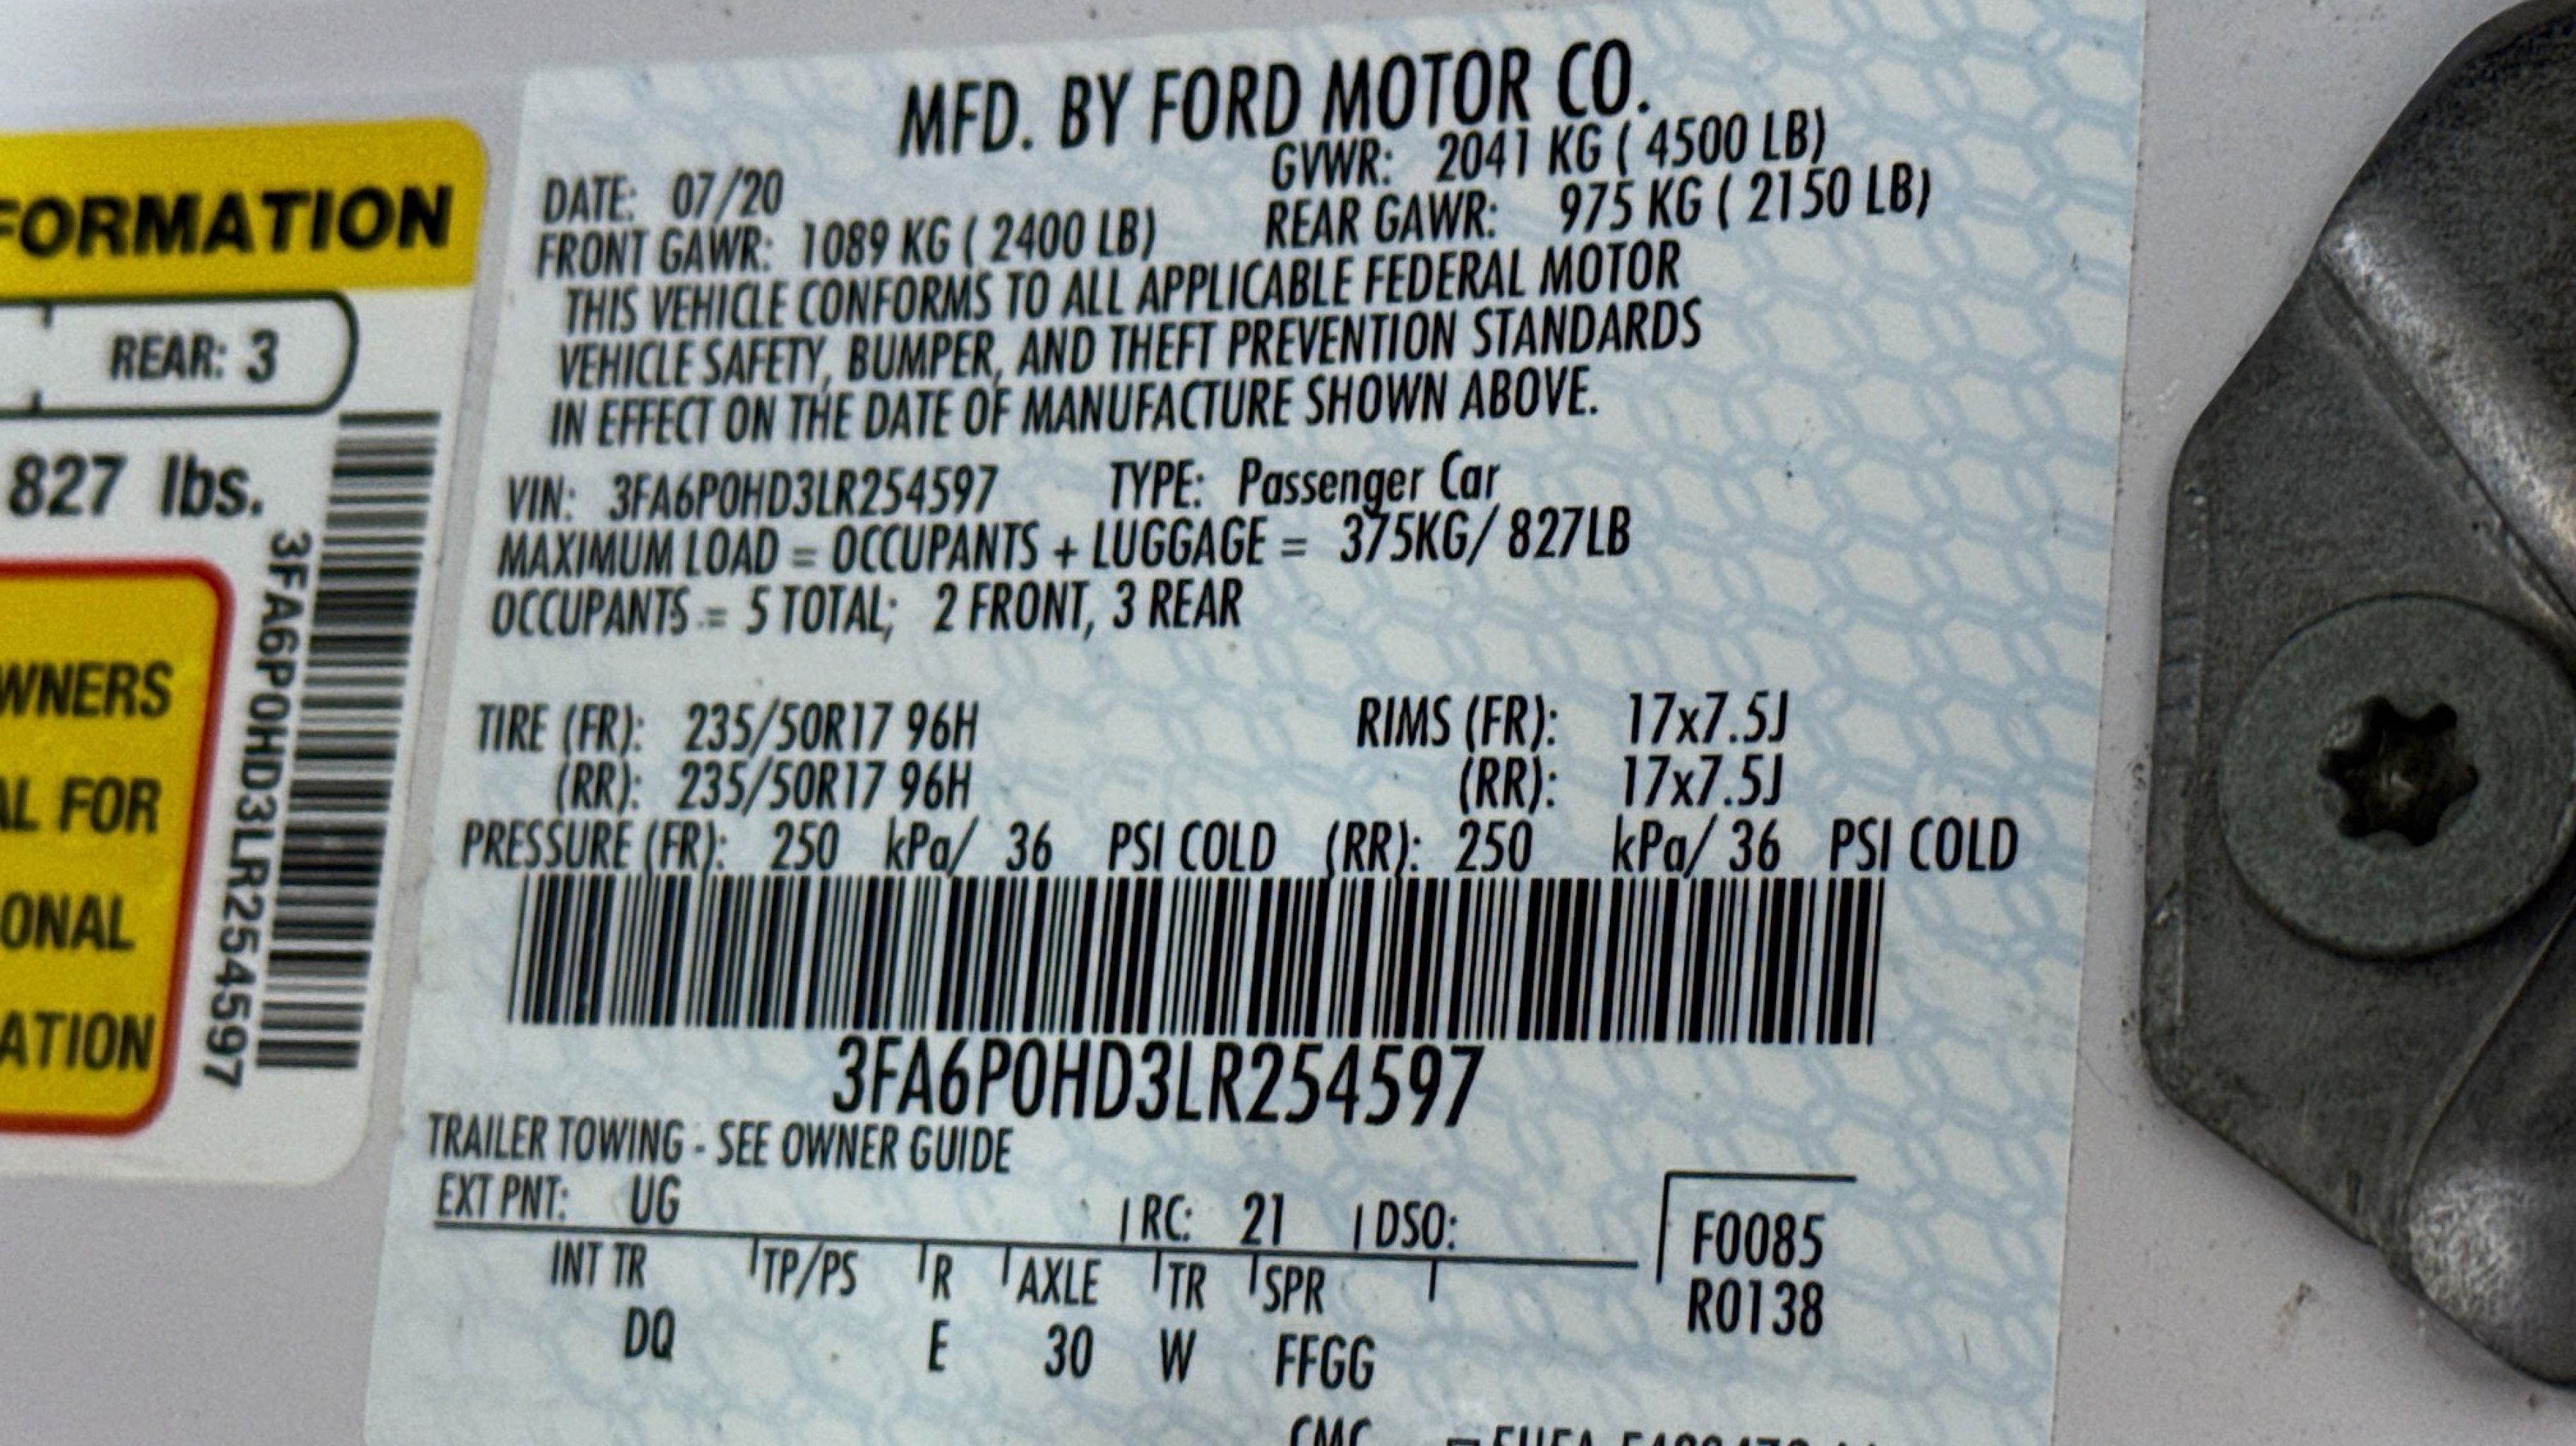 MFD. BY FORD MOTOR CO.
DATE: 07/20 GVWR: 2041 KG ( 4500 LB)
FRONT GAWR: 1089 KG ( 2400 LB) REAR GAWR: 975 KG ( 2150 LB)
THIS VEHICLE CONFORMS TO ALL APPLICABLE FEDERAL MOTOR
VEHICLE SAFETY, BUMPER, AND THEFT PREVENTION STANDARDS
IN EFFECT ON THE DATE OF MANUFACTURE SHOWN ABOVE.
VIN: 3FA6P0HD3LR254597 TYPE: Passenger Car
MAXIMUM LOAD = OCCUPANTS + LUGGAGE = 375KG/ 827LB
OCCUPANTS = 5 TOTAL; 2 FRONT, 3 REAR
TIRE (FR): 235/50R17 96H RIMS (FR): 17x7.5J
(RR): 235/50R17 96H (RR): 17x7.5J
PRESSURE (FR): 250 kPa/ 36 PSI COLD (RR): 250 kPa/ 36 PSI COLD
3FA6P0HD3LR254597
TRAILER TOWING - SEE OWNER GUIDE
EXT PNT: UG RC: 21 DSO:
F0085
R0138
INT TR TP/PS R AXLE TR SPR
DQ E 30 W FFGG
FORMATION
REAR: 3
827 lbs.
3FA6P0HD3LR254597
WNERS
AL FOR
ONAL
ATION